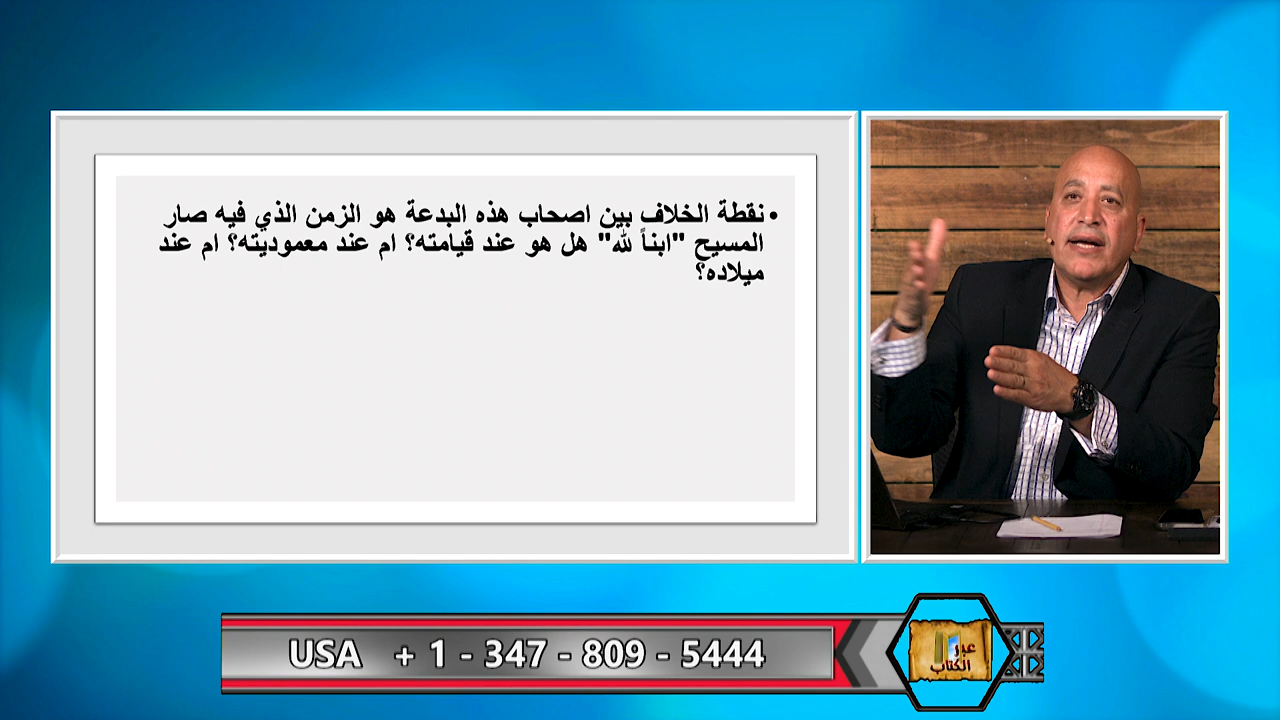 • نقطة الخلاف بين اصحاب هذه البدعة هو الزمن الذي فيه صار
المسيح "ابناً لله" هل هو عند قيامته؟ ام عند معموديته؟ ام عند
ميلاده؟
USA + 1 - 347 - 809 - 5444
عبر
الكتاب